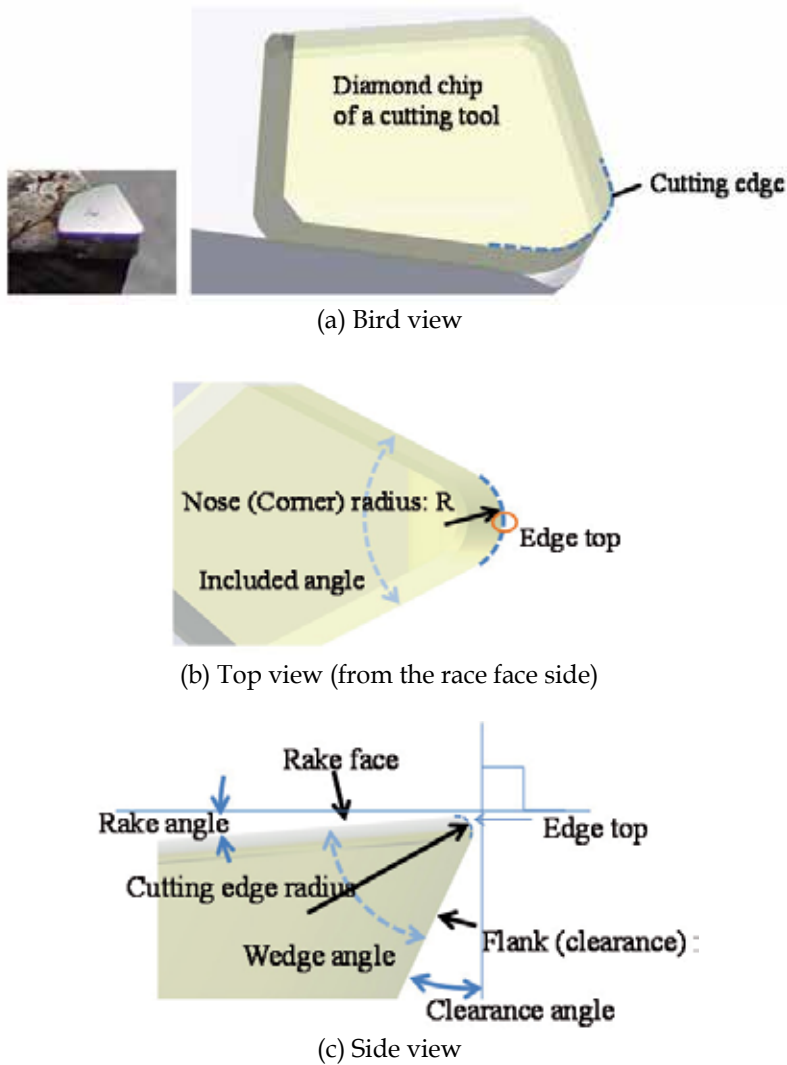 Diamond chip
of a cutting tool
Cutting edge
(a) Bird view
Nose (Corner) radius: R
Edge top
Included angle
(b) Top view (from the race face side)
Rake face
Rake angle
Edge top
Cutting edge radius
Wedge angle
Flank (clearance) :
Clearance angle
(c) Side view